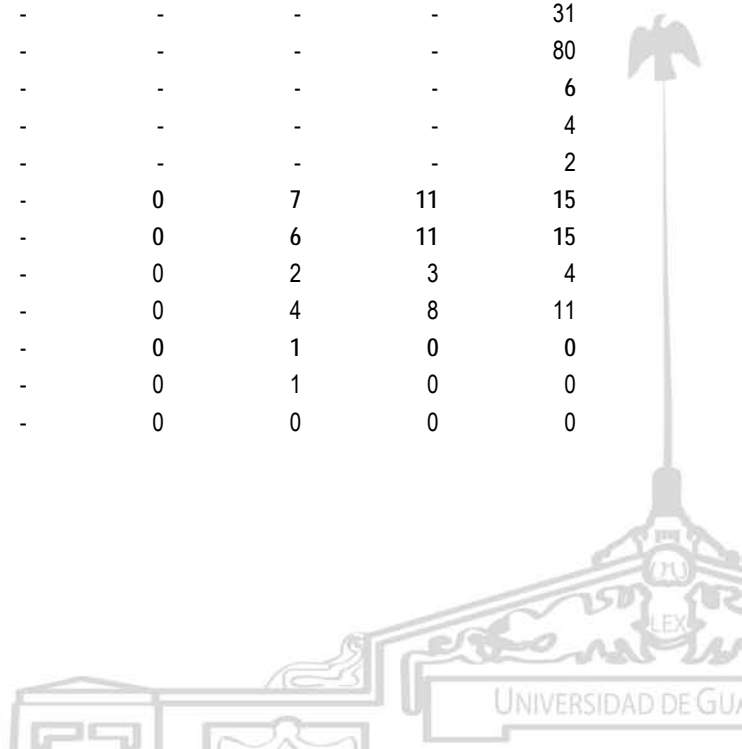 - - - - 31
- - - - 80
- - - - 6
- - - - 4
- - - - 2
- 0 7 11 15
- 0 6 11 15
- 0 2 3 4
- 0 4 8 11
- 0 1 0 0
- 0 1 0 0
- 0 0 0 0
LEX
UNIVERSIDAD DE GUA